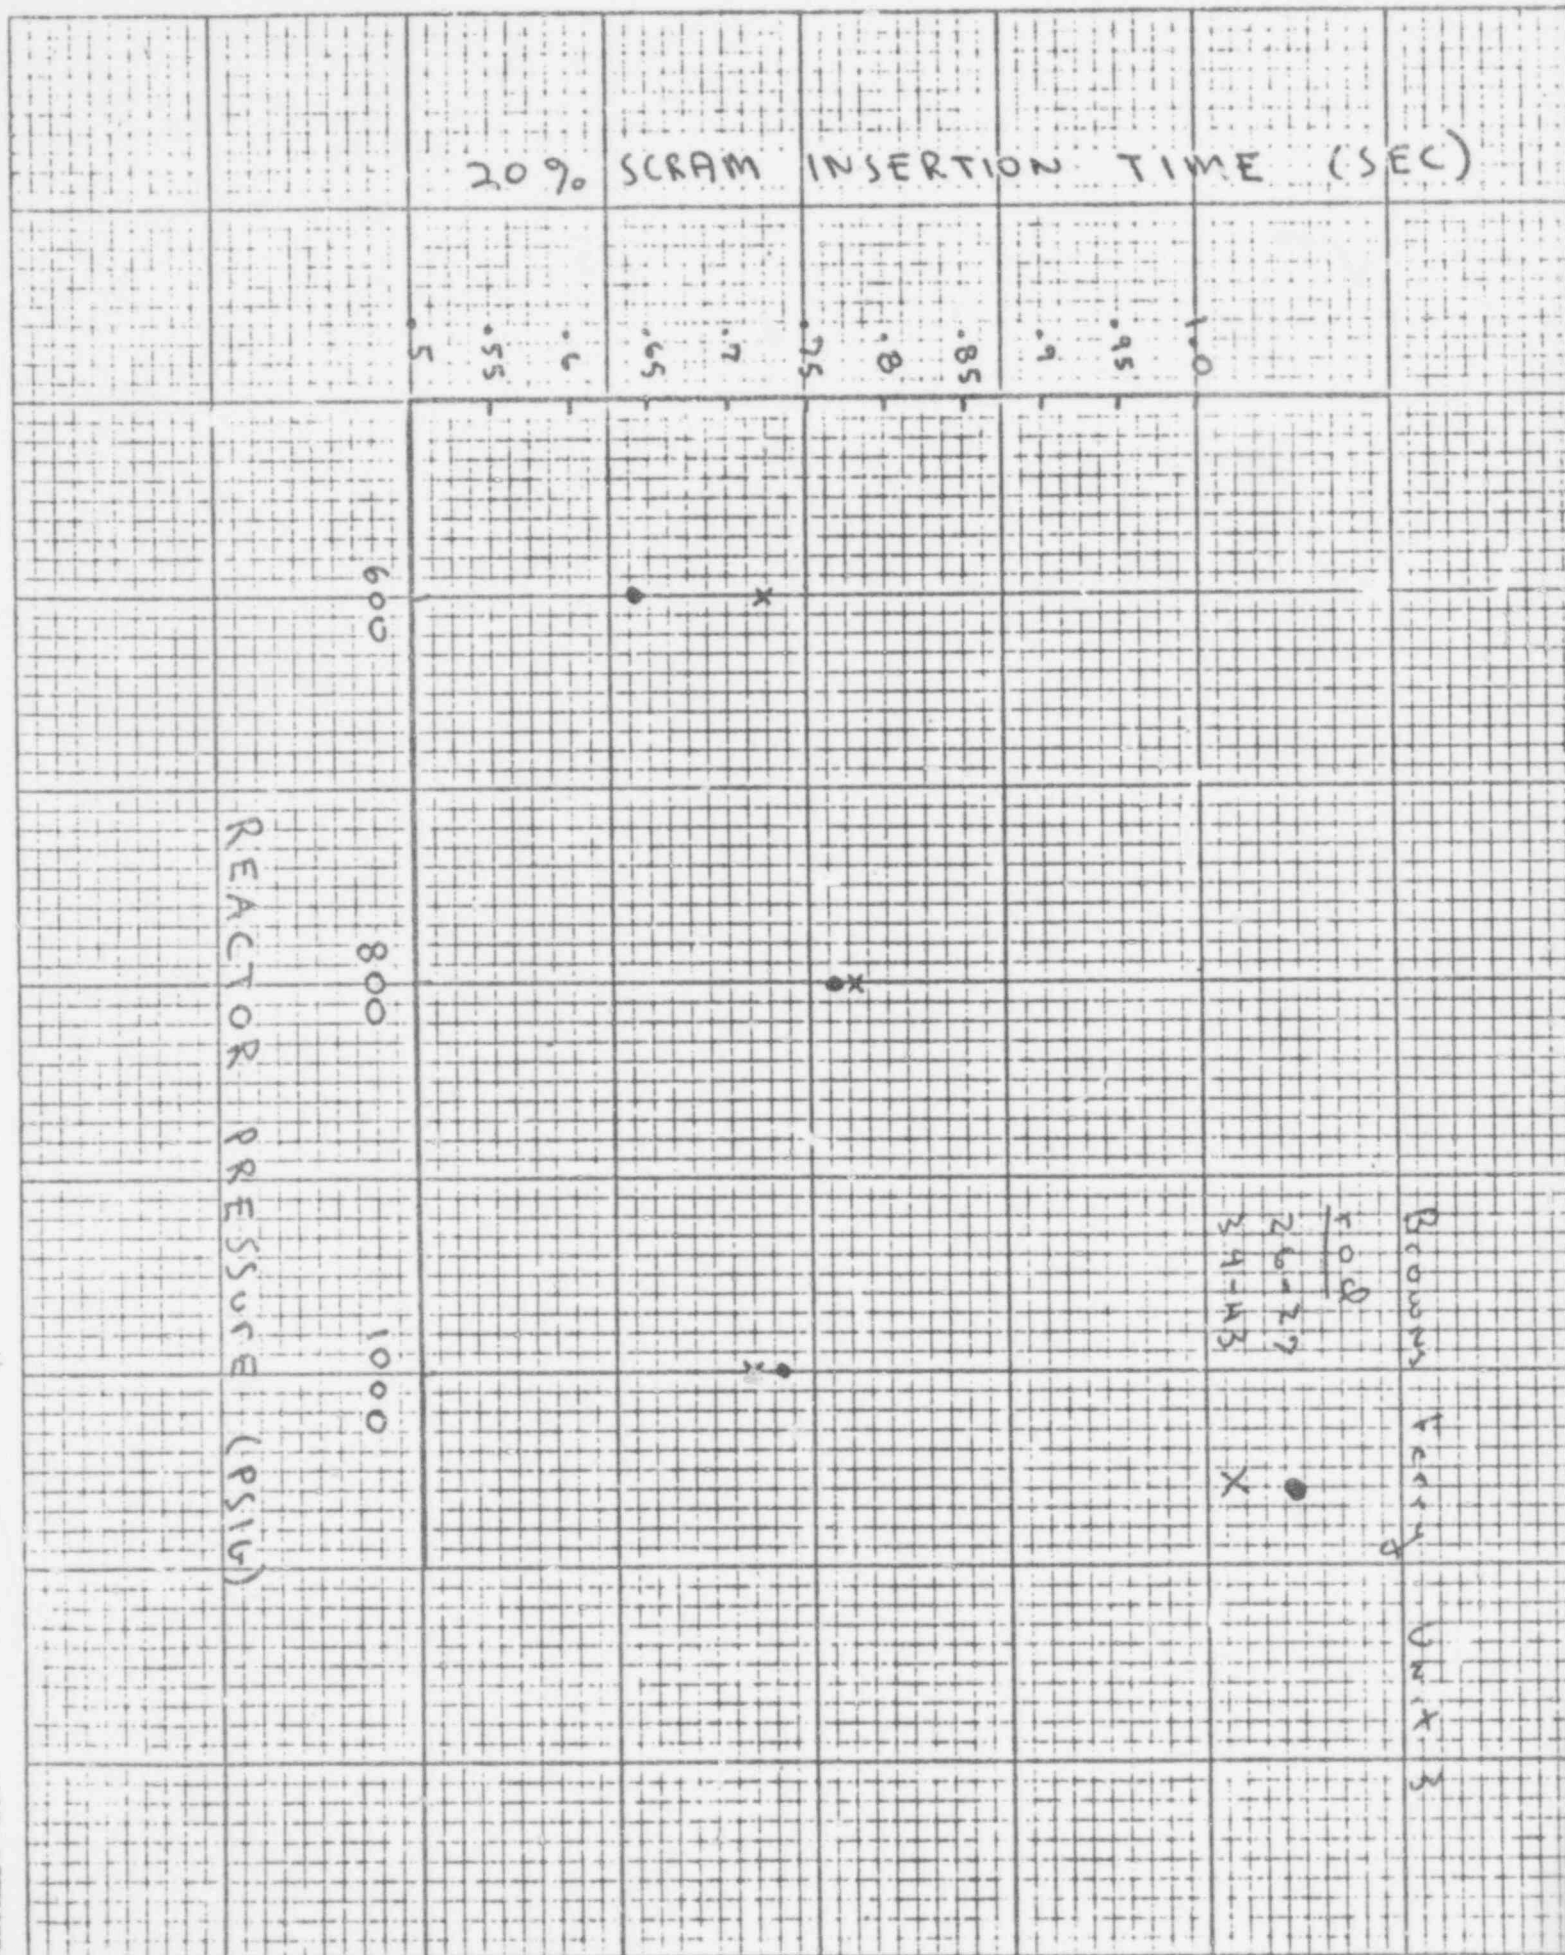 Browns Ferry Unit 3
rod
26-27 ●
34-43 X
20% SCRAM INSERTION TIME (SEC)
1.0
.95
.9
.85
.8
.75
.7
.65
.6
.55
.5
600 800 1000
REACTOR PRESSURE (PSIG)